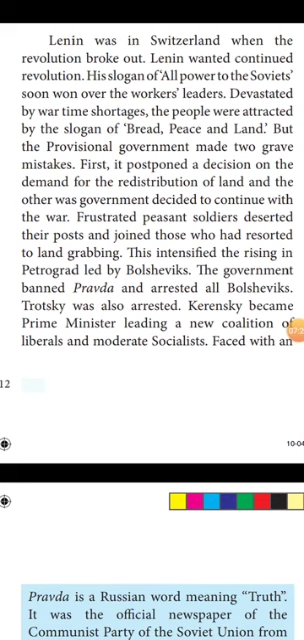 Lenin was in Switzerland when the
revolution broke out. Lenin wanted continued
revolution. His slogan of ‘All power to the Soviets’
soon won over the workers’ leaders. Devastated
by war time shortages, the people were attracted
by the slogan of ‘Bread, Peace and Land.’ But
the Provisional government made two grave
mistakes. First, it postponed a decision on the
demand for the redistribution of land and the
other was government decided to continue with
the war. Frustrated peasant soldiers deserted
their posts and joined those who had resorted
to land grabbing. This intensified the rising in
Petrograd led by Bolsheviks. The government
banned Pravda and arrested all Bolsheviks.
Trotsky was also arrested. Kerensky became
Prime Minister leading a new coalition of
liberals and moderate Socialists. Faced with an
12
10-04
Pravda is a Russian word meaning “Truth”.
It was the official newspaper of the
Communist Party of the Soviet Union from